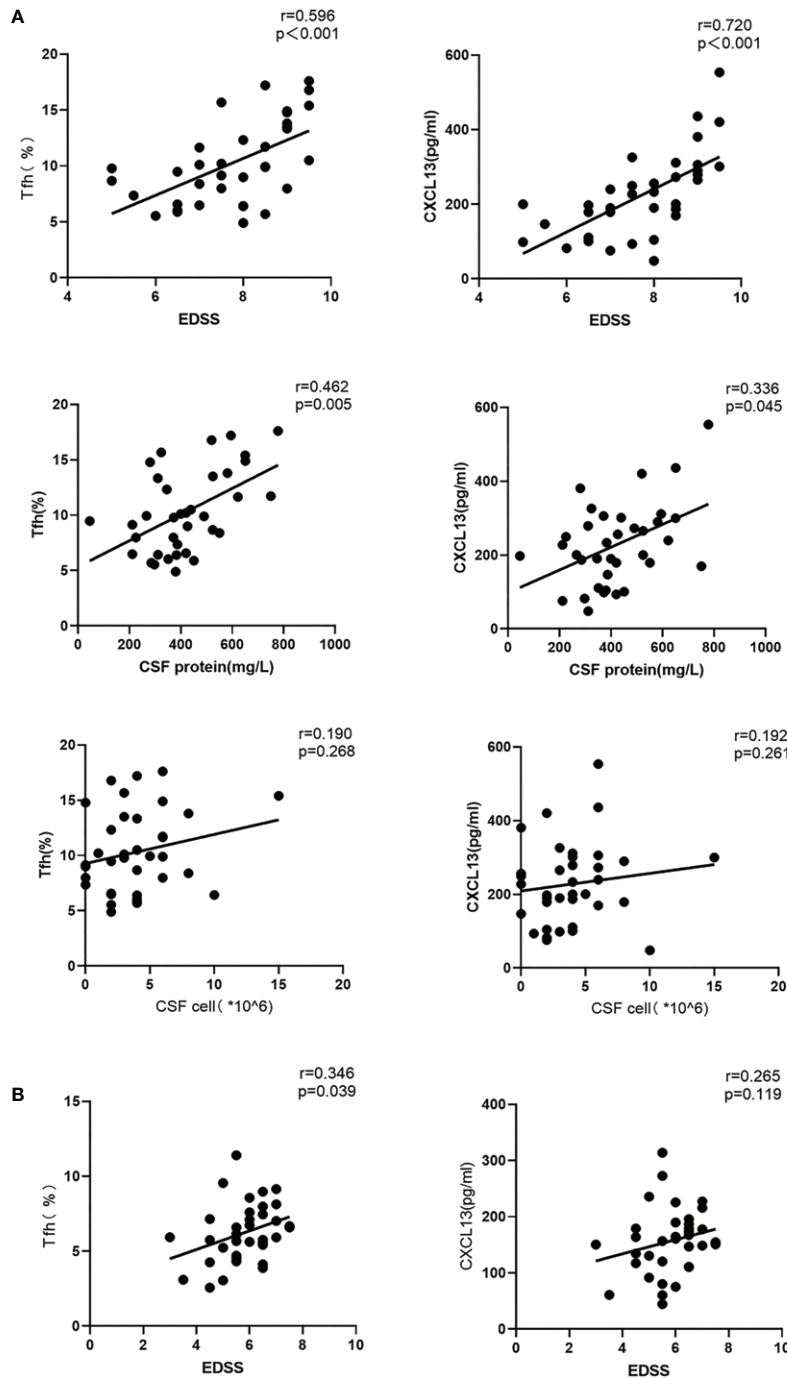 A
r=0.596
p<0.001
Tfh( %)
20
15
10
5
0
4
6
8
10
EDSS
r=0.720
p<0.001
CXCL13(pg/ml)
600
400
200
0
4
6
8
10
EDSS
r=0.462
p=0.005
Tfh(%)
20
15
10
5
0
0
200
400
600
800
1000
CSF protein(mg/L)
r=0.336
p=0.045
CXCL13(pg/ml)
600
400
200
0
0
200
400
600
800
1000
CSF protein(mg/L)
r=0.190
p=0.268
Tfh(%)
20
15
10
5
0
0
5
10
15
20
CSF cell( *10^6)
r=0.192
p=0.261
CXCL13(pg/ml)
600
400
200
0
0
5
10
15
20
CSF cell( *10^6)
B
r=0.346
p=0.039
Tfh( %)
15
10
5
0
0
2
4
6
8
10
EDSS
r=0.265
p=0.119
CXCL13(pg/ml)
400
300
200
100
0
0
2
4
6
8
10
EDSS